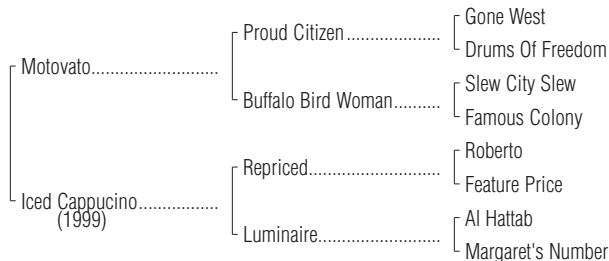 Gone West
Proud Citizen...................
Drums Of Freedom
Motovato.........................
Slew City Slew
Buffalo Bird Woman..........
Famous Colony
Roberto
Repriced..........................
Feature Price
Iced Cappucino................
(1999)
Al Hattab
Luminaire........................
Margaret's Number